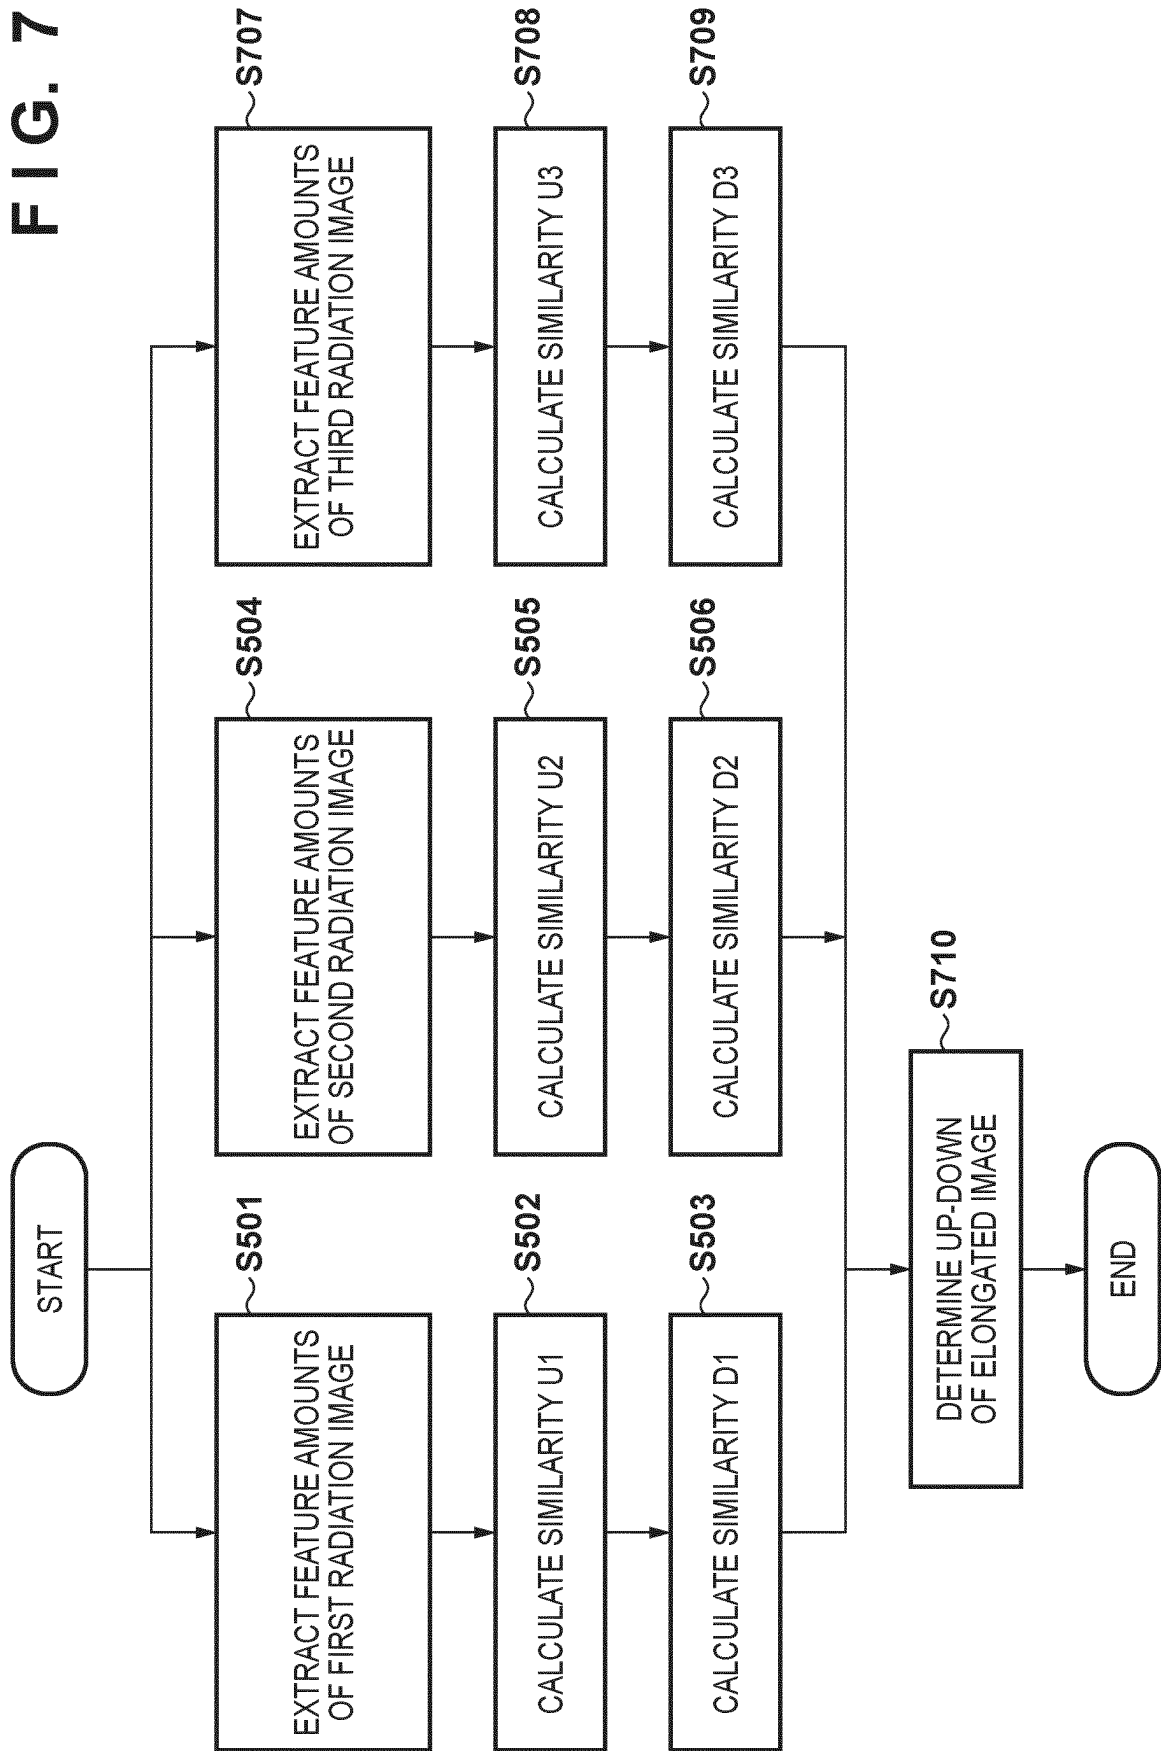 F I G. 7
START
S501
EXTRACT FEATURE AMOUNTS
OF FIRST RADIATION IMAGE
S502
CALCULATE SIMILARITY U1
S503
CALCULATE SIMILARITY D1
S504
EXTRACT FEATURE AMOUNTS
OF SECOND RADIATION IMAGE
S505
CALCULATE SIMILARITY U2
S506
CALCULATE SIMILARITY D2
S707
EXTRACT FEATURE AMOUNTS
OF THIRD RADIATION IMAGE
S708
CALCULATE SIMILARITY U3
S709
CALCULATE SIMILARITY D3
S710
DETERMINE UP-DOWN
OF ELONGATED IMAGE
END